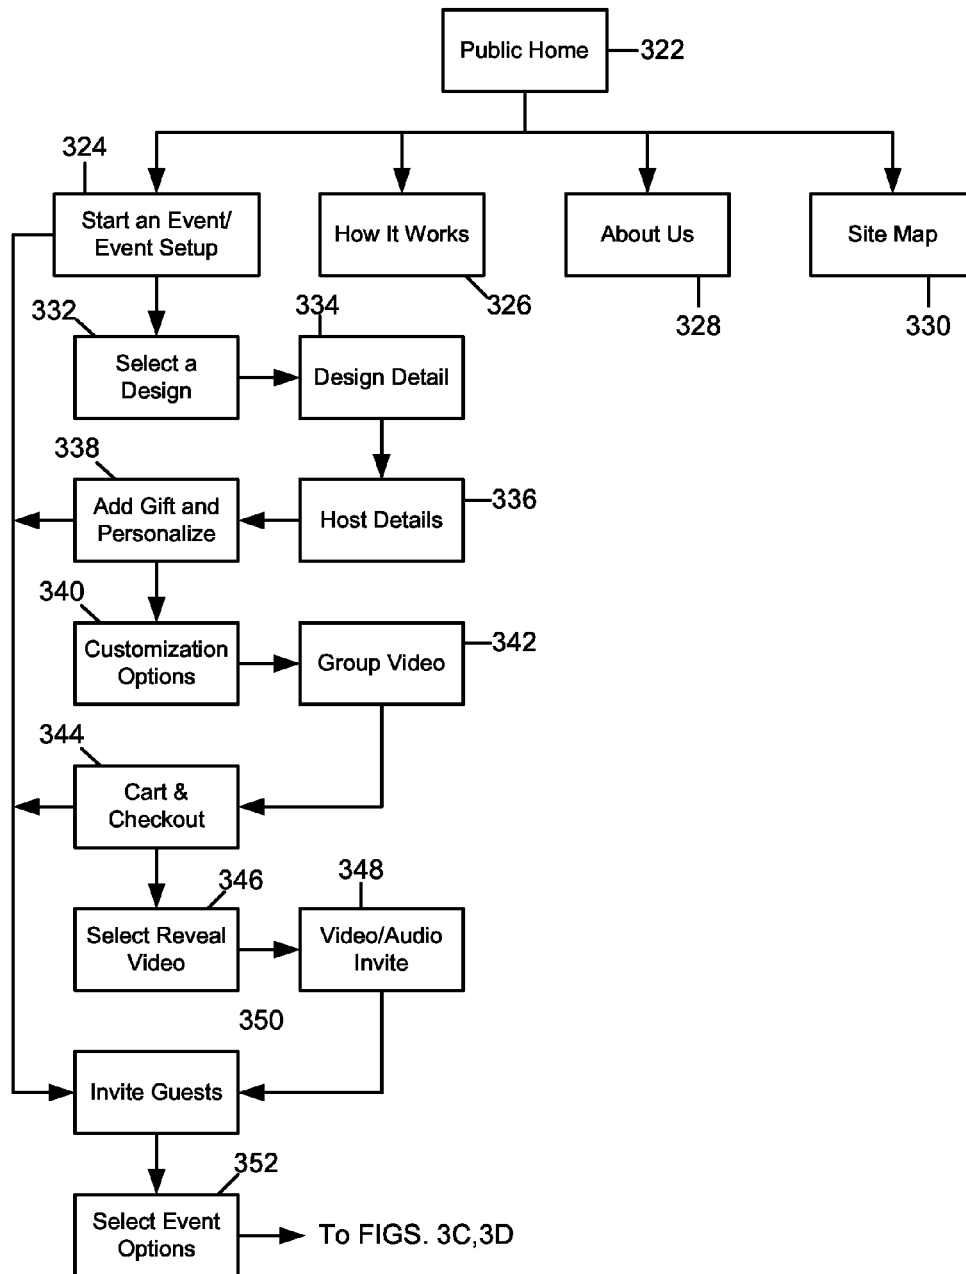 Public Home
322
324
Start an Event/
Event Setup
How It Works
About Us
Site Map
326
328
330
332
334
Select a
Design
Design Detail
338
Add Gift and
Personalize
Host Details
336
340
Customization
Options
Group Video
342
344
Cart &
Checkout
346
348
Select Reveal
Video
Video/Audio
Invite
350
Invite Guests
352
Select Event
Options
To FIGS. 3C,3D